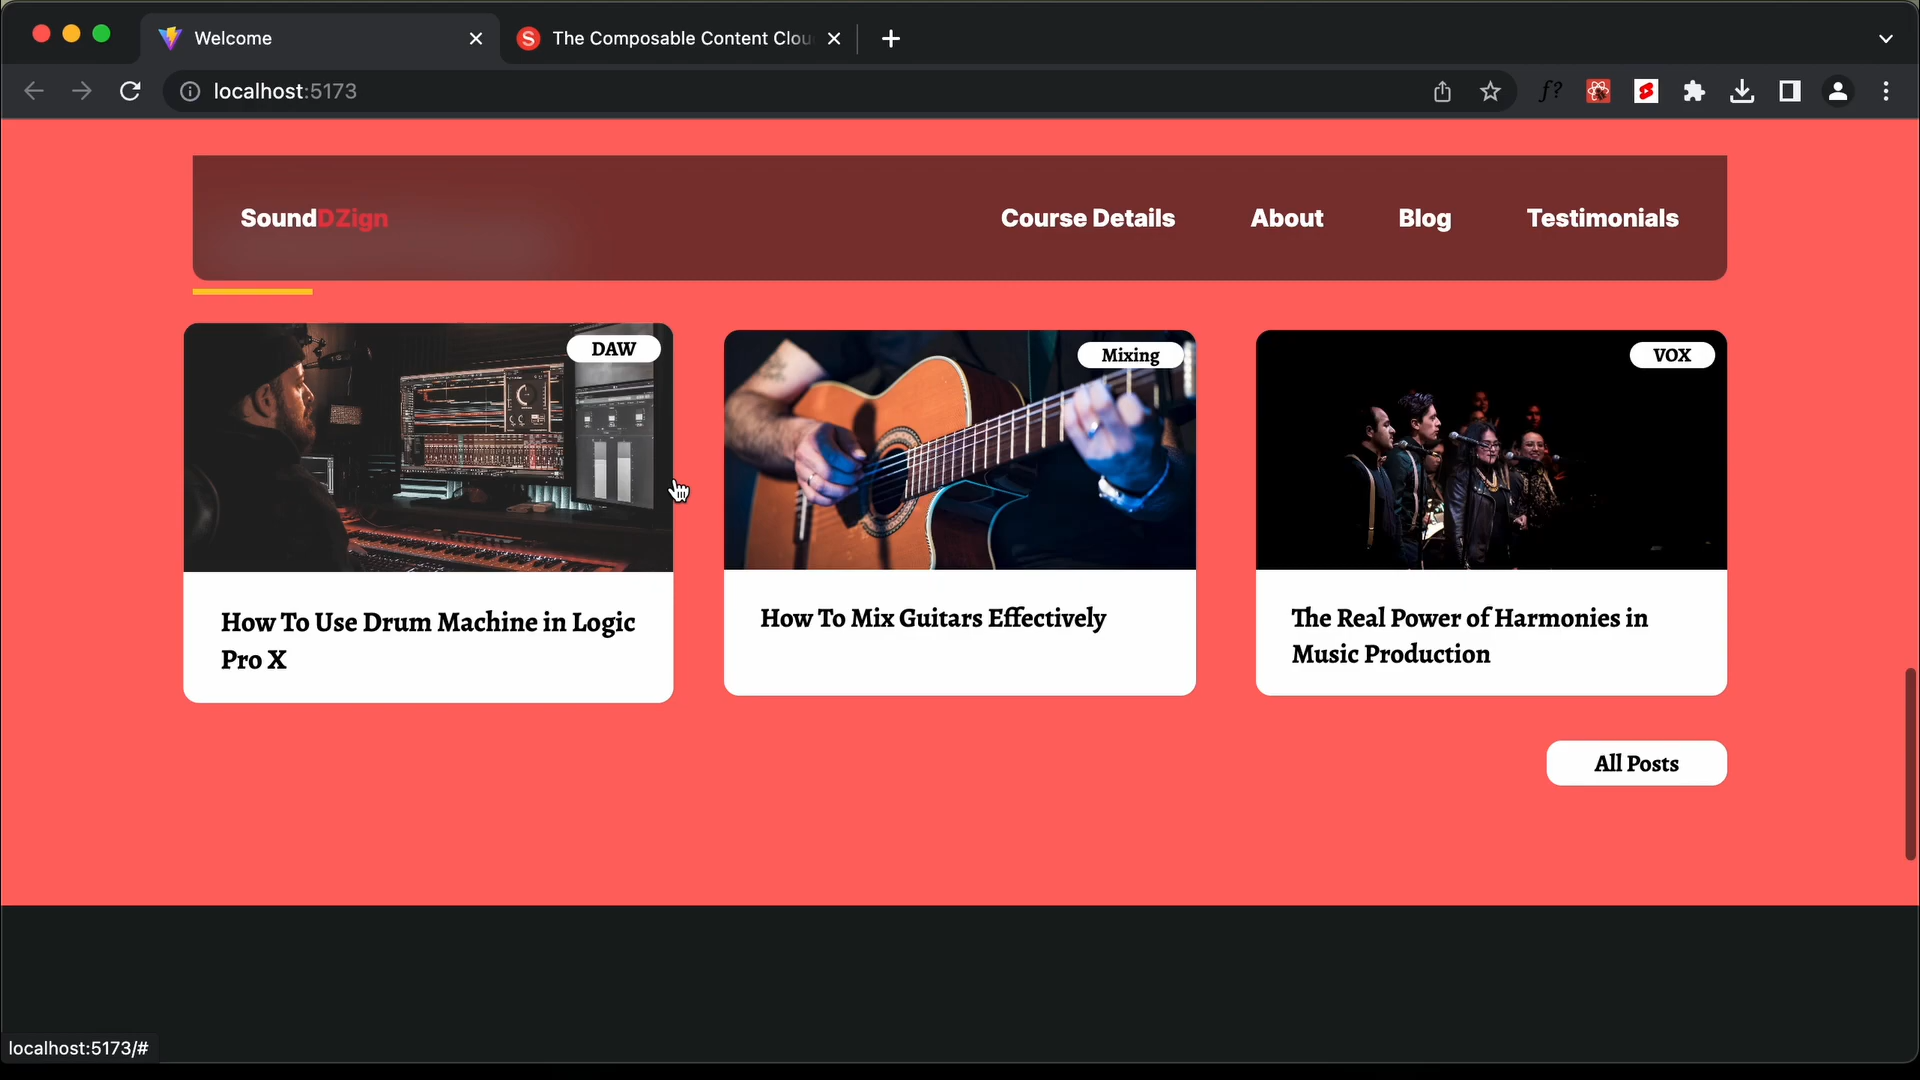 Welcome
The Composable Content Clou
localhost:5173
f?
SoundDZign
Course Details
About
Blog
Testimonials
DAW
Mixing
VOX
How To Use Drum Machine in Logic
Pro X
How To Mix Guitars Effectively
The Real Power of Harmonies in
Music Production
All Posts
localhost:5173/#